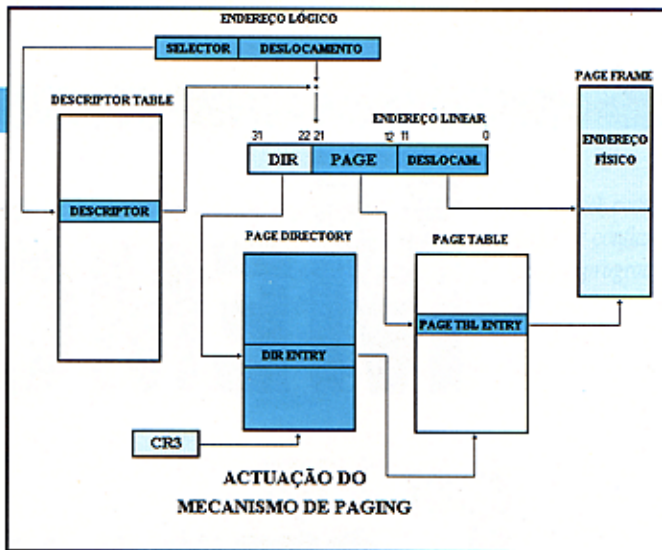 ENDEREÇO LÓGICO
SELECTOR DESLOCAMENTO
PAGE FRAME
DESCRIPTOR TABLE
ENDEREÇO LINEAR
31 22 21 12 11 0
DIR PAGE DESLOCAM.
ENDEREÇO
FÍSICO
DESCRIPTOR
PAGE DIRECTORY
PAGE TABLE
PAGE TBL ENTRY
DIR ENTRY
CR3
ACTUAÇÃO DO
MECANISMO DE PAGING